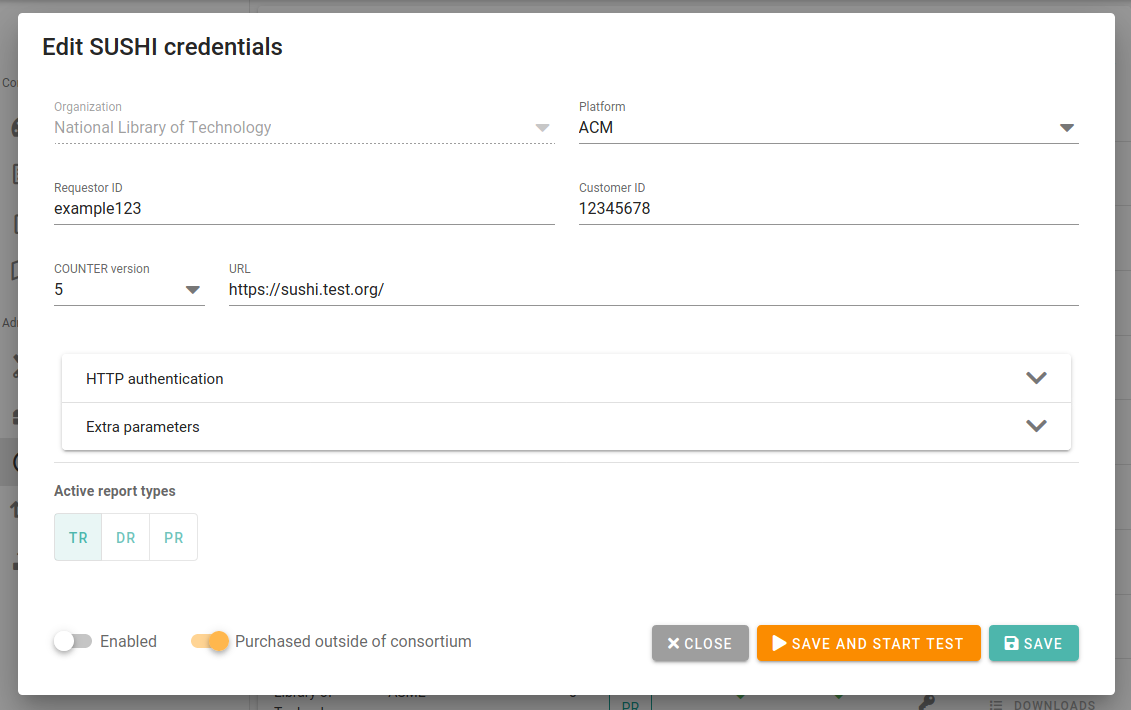 Edit SUSHI credentials
Organization
National Library of Technology
Platform
ACM
Requestor ID
example123
Customer ID
12345678
COUNTER version
5
URL
https://sushi.test.org/
HTTP authentication
Extra parameters
Active report types
TR DR PR
Enabled
Purchased outside of consortium
CLOSE
SAVE AND START TEST
SAVE
PR
DOWNLOADS